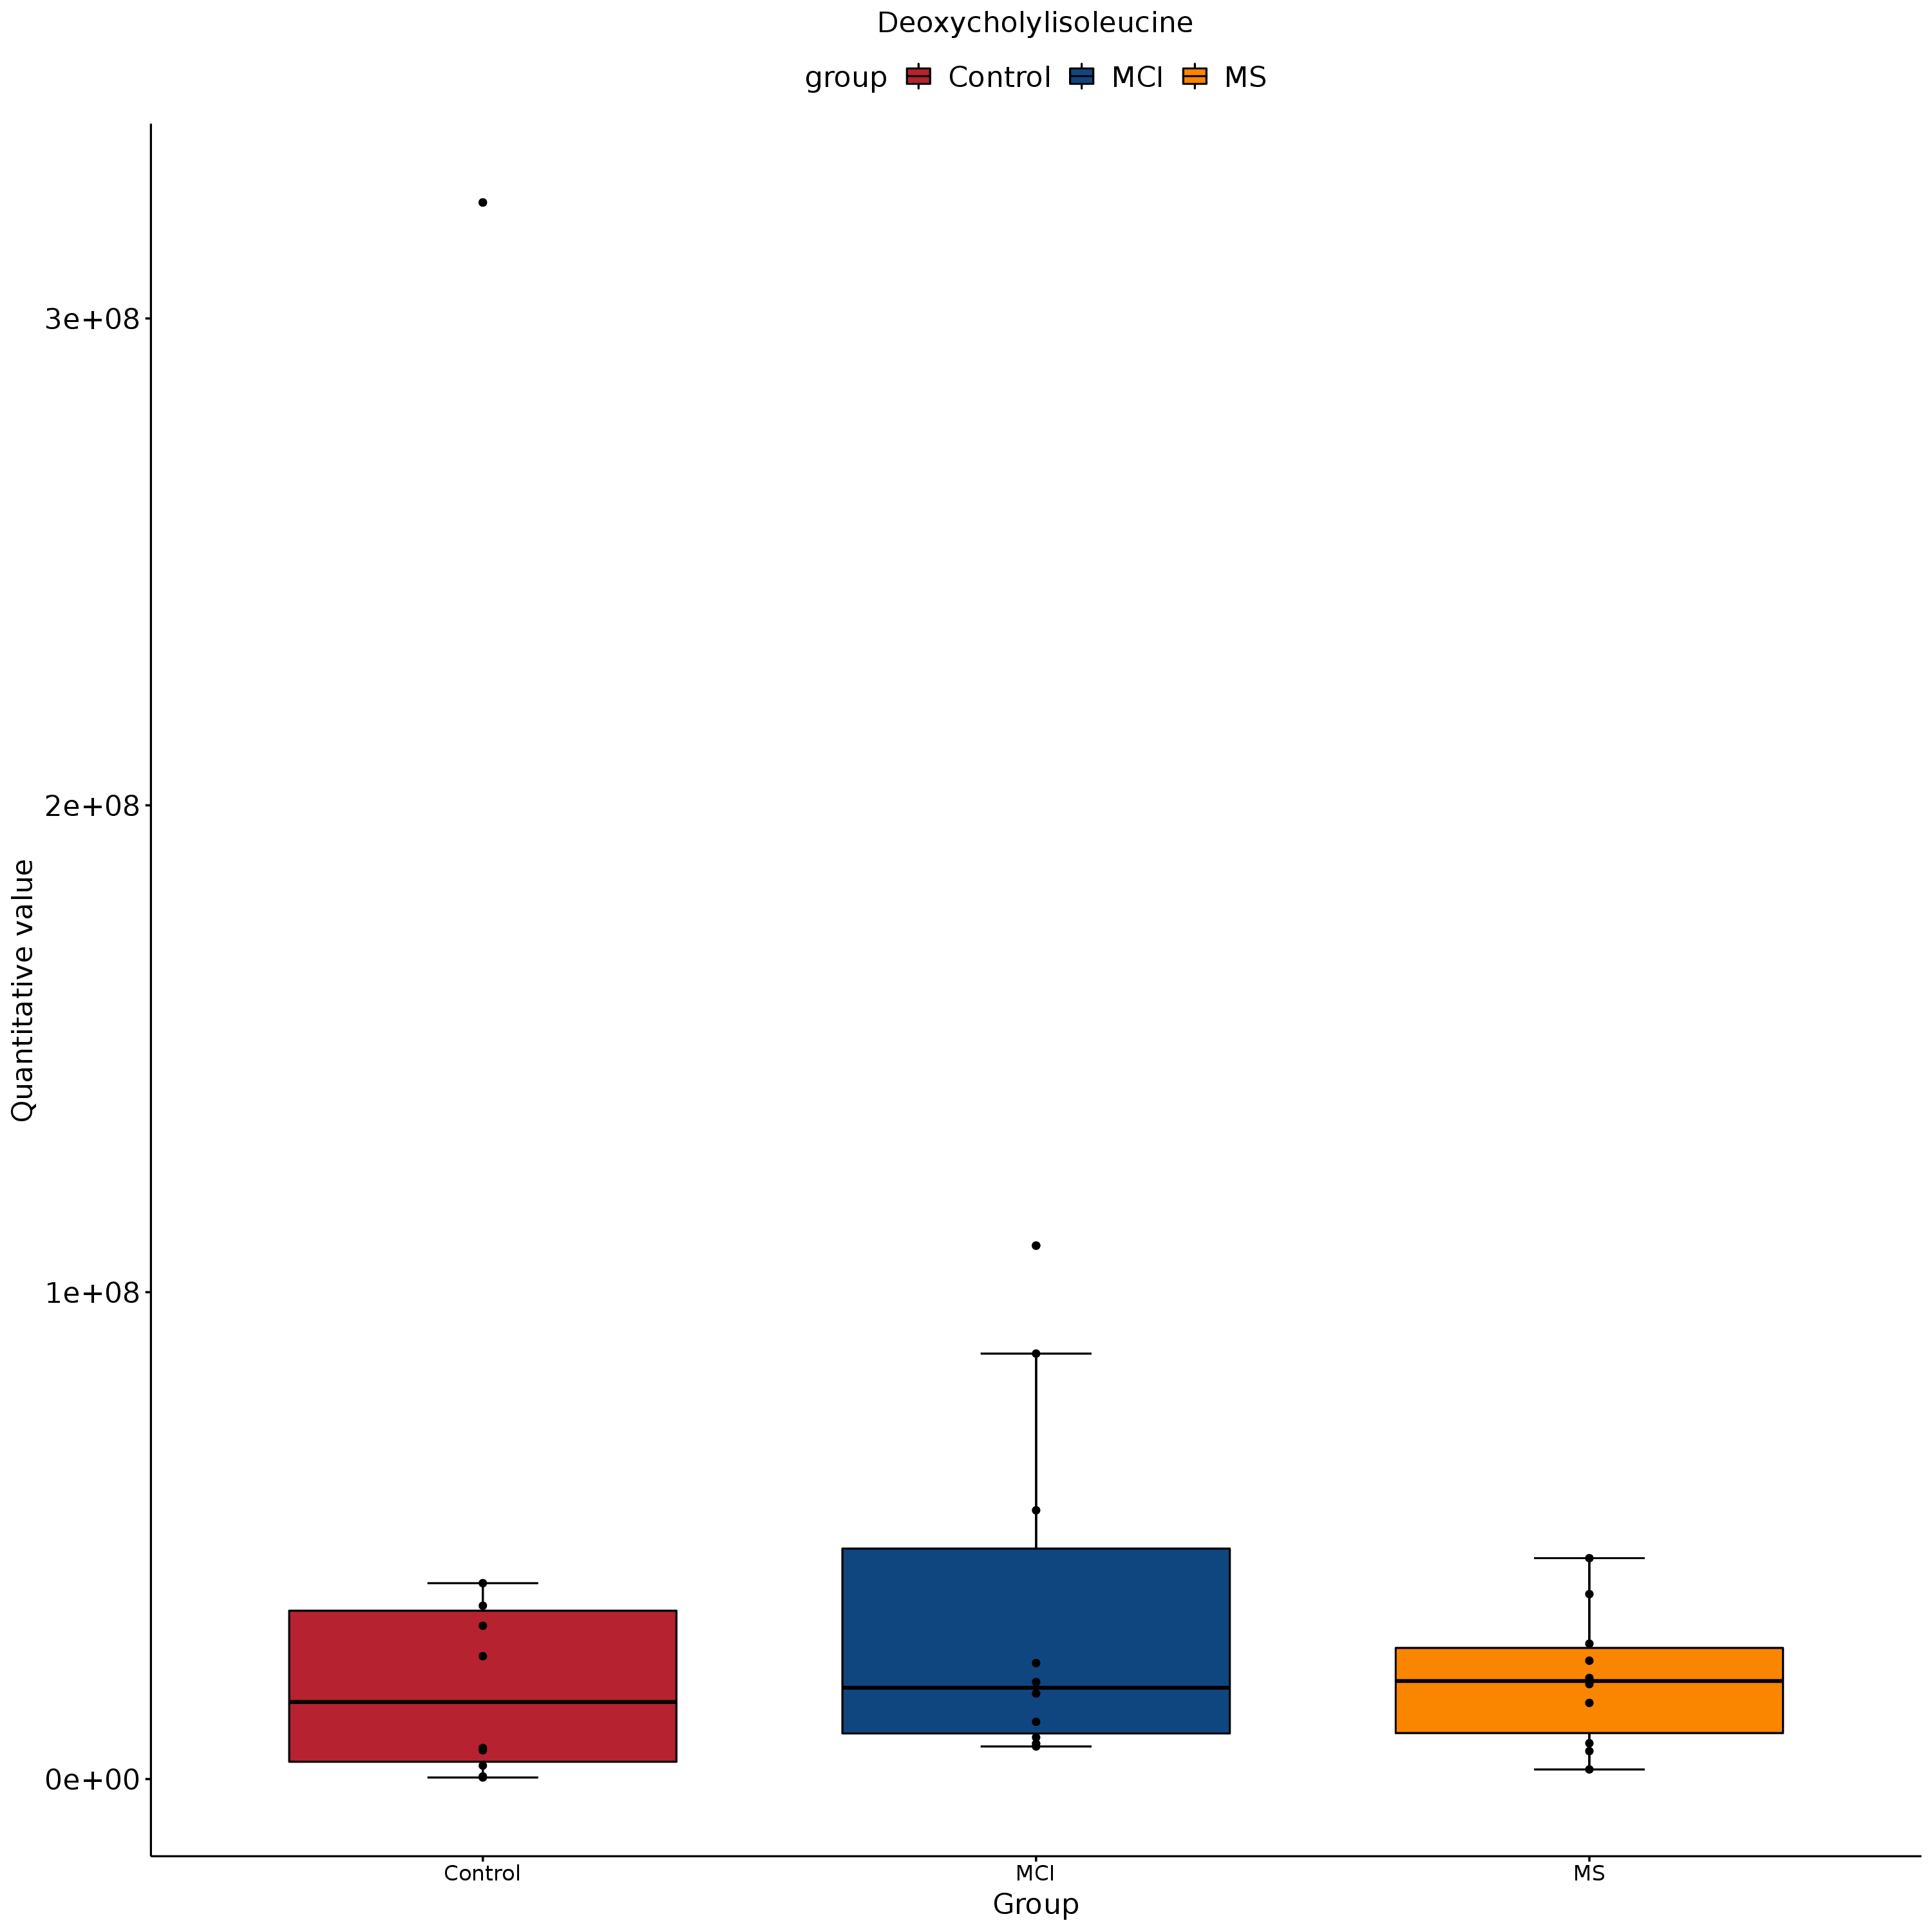 Deoxycholylisoleucine
group Control MCI MS
3e+08
2e+08
1e+08
0e+00
Quantitative value
Control MCI MS
Group